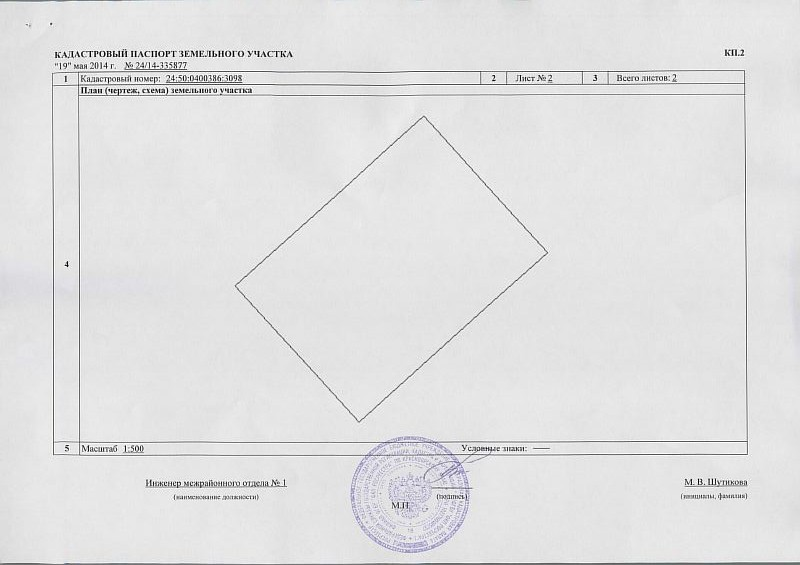 КАДАСТРОВЫЙ ПАСПОРТ ЗЕМЕЛЬНОГО УЧАСТКА
КП.2
"19" мая 2014 г. № 24/14-335877
1 Кадастровый номер: 24:50:0400386:3098 2 Лист № 2 3 Всего листов: 2
План (чертеж, схема) земельного участка
4
5 Масштаб 1:500 Условные знаки:
Инженер межрайонного отдела № 1 М. В. Шутикова
(наименование должности) (подпись) (инициалы, фамилия)
М.П.